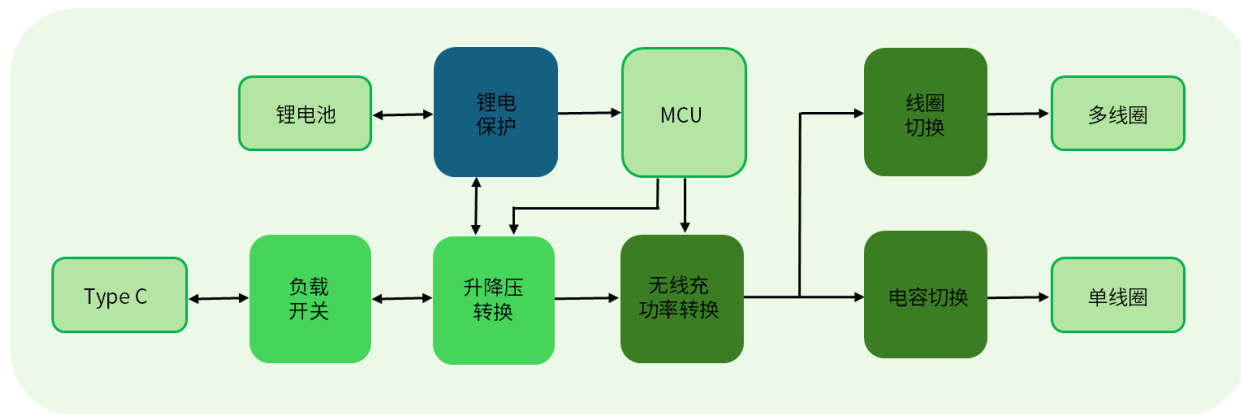 锂电池
锂电
保护
MCU
线圈
切换
多线圈
Type C
负载
开关
升降压
转换
无线充
功率转换
电容切换
单线圈